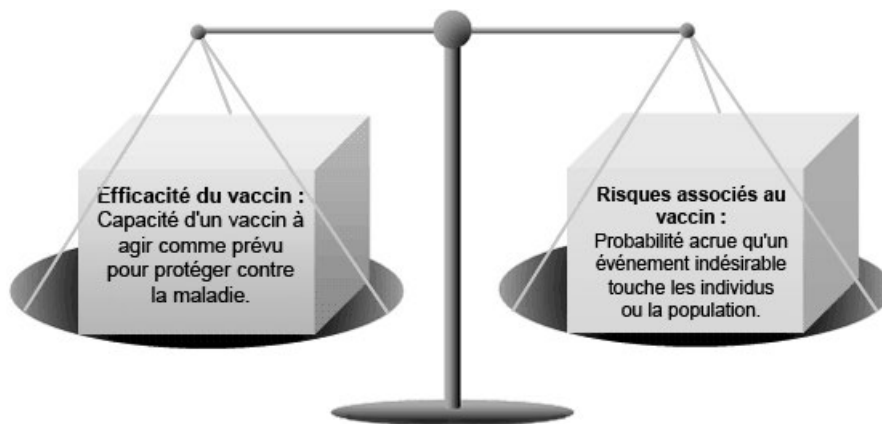 Efficacité du vaccin :
Capacité d'un vaccin à
agir comme prévu
pour protéger contre
la maladie.
Risques associés au
vaccin :
Probabilité acrue qu'un
événement indésirable
touche les individus
ou la population.